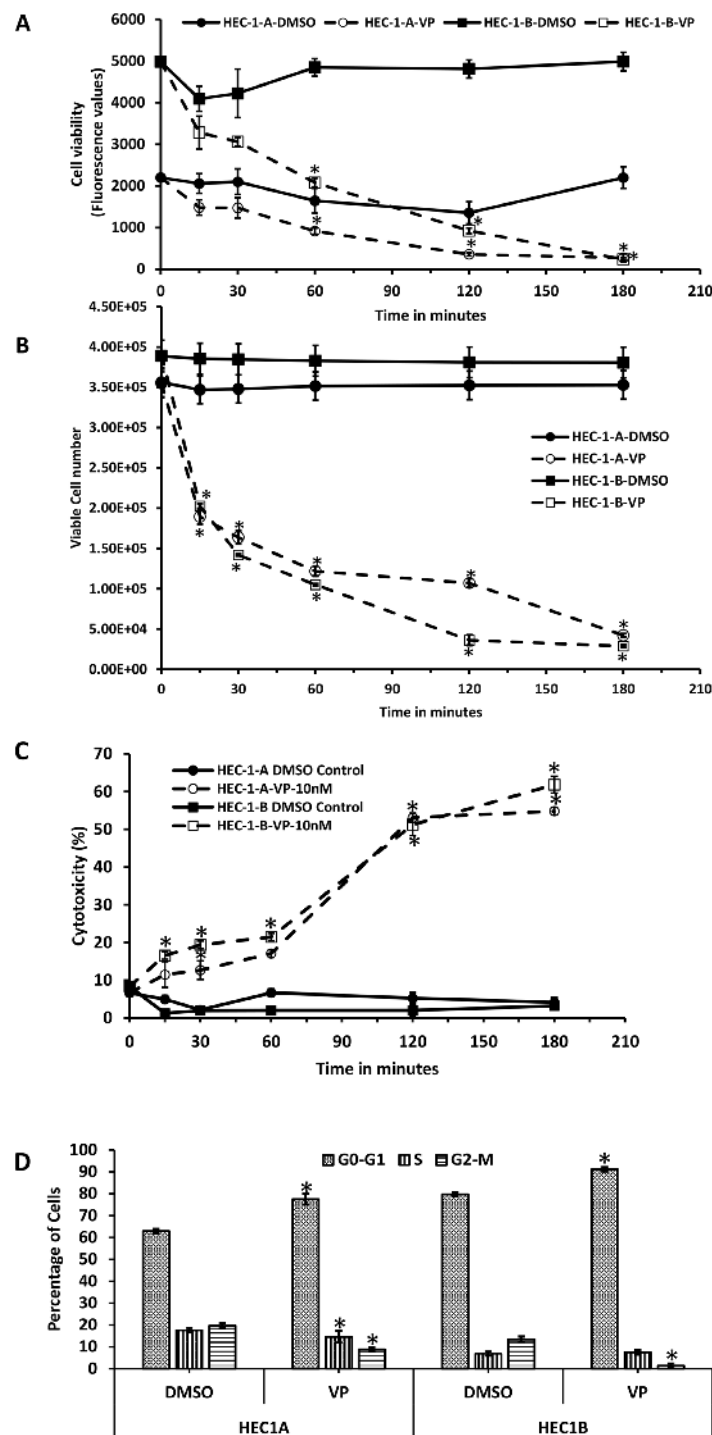 A
HEC-1-A-DMSO HEC-1-A-VP HEC-1-B-DMSO HEC-1-B-VP
Cell viability
(Fluorescence values)
6000
5000
4000
3000
2000
1000
0
* * * * * *
0 30 60 90 120 150 180 210
Time in minutes
B
Viable Cell number
4.50E+05
4.00E+05
3.50E+05
3.00E+05
2.50E+05
2.00E+05
1.50E+05
1.00E+05
5.00E+04
0.00E+00
HEC-1-A-DMSO
HEC-1-A-VP
HEC-1-B-DMSO
HEC-1-B-VP
* * * * * * * * * *
0 30 60 90 120 150 180 210
Time in minutes
C
Cytotoxicity (%)
70
60
50
40
30
20
10
0
HEC-1-A DMSO Control
HEC-1-A-VP-10nM
HEC-1-B DMSO Control
HEC-1-B-VP-10nM
* * * * * * * *
0 30 60 90 120 150 180 210
Time in minutes
D
Percentage of Cells
100
90
80
70
60
50
40
30
20
10
0
G0-G1 S G2-M
* * * * *
DMSO VP DMSO VP
HEC1A HEC1B